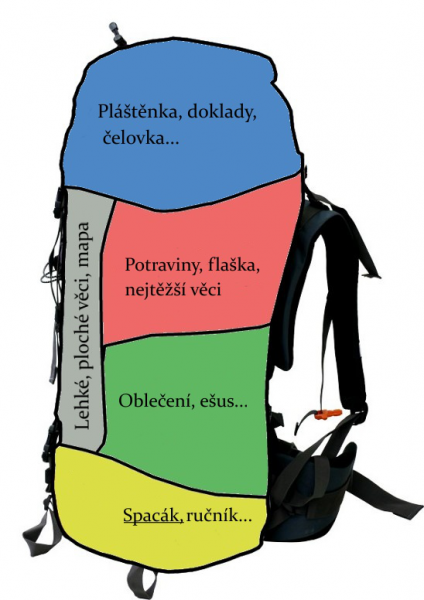 Pláštěnka, doklady,
čelovka...
Potraviny, flaška,
nejtěžší věci
Lehké, ploché věci, mapa
Oblečení, ešus...
Spacák, ručník...